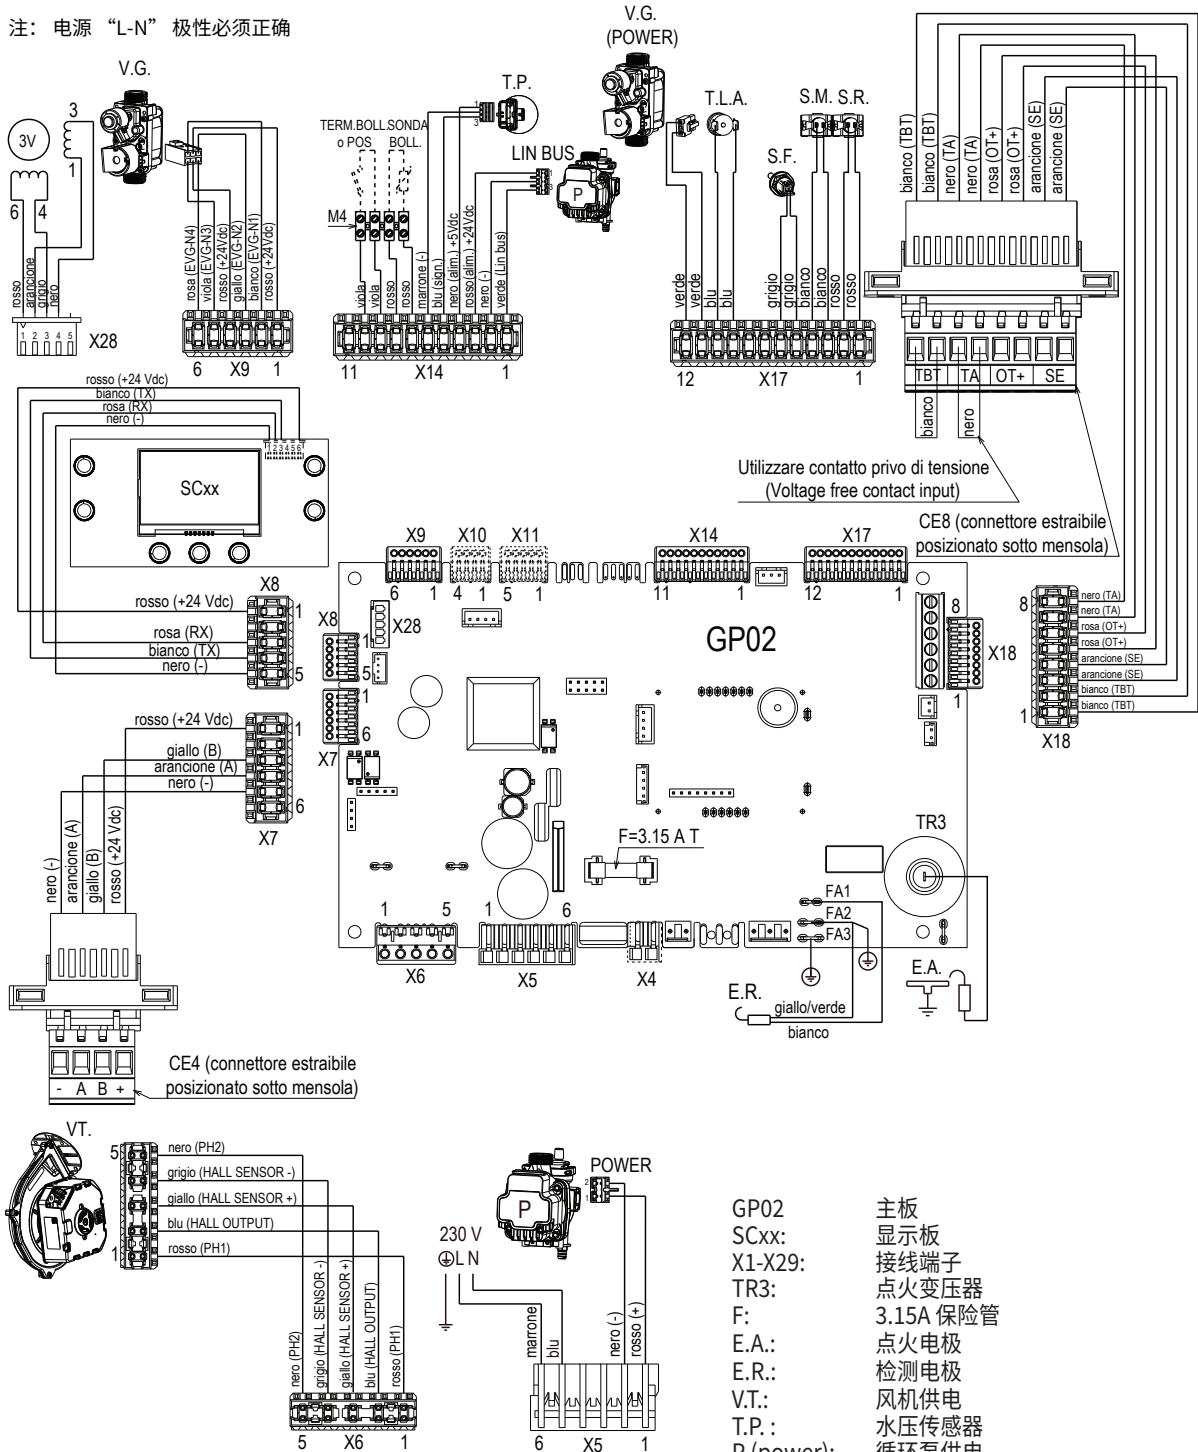 注： 电源 “L-N” 极性必须正确
V.G.
3V
3
1
6
4
rosso
arancione
grigio
nero
1 2 3 4 5
X28
rosa (EVG-N4)
viola (EVG-N3)
rosso (+24Vdc)
giallo (EVG-N2)
bianco (EVG-N1)
rosso (+24Vdc)
6 X9 1
TERM.BOLL.
o POS
SONDA
BOLL.
M4
T.P.
1
3
LIN BUS
P
viola
viola
rosso
rosso
marrone (-)
blu (sign.)
nero (alim.) +5Vdc
rosso(alim.) +24Vdc
nero (-)
verde (Lin bus)
11 X14 1
V.G.
(POWER)
T.L.A.
S.F.
S.M. S.R.
verde
verde
blu
blu
grigio
grigio
bianco
bianco
rosso
rosso
12 X17 1
bianco (TBT)
bianco (TBT)
nero (TA)
nero (TA)
rosa (OT+)
rosa (OT+)
arancione (SE)
arancione (SE)
TBT TA OT+ SE
bianco
nero
Utilizzare contatto privo di tensione
(Voltage free contact input)
CE8 (connettore estraibile
posizionato sotto mensola)
rosso (+24 Vdc)
bianco (TX)
rosa (RX)
nero (-)
1 2 3 4 5 6
SCxx
X8
rosso (+24 Vdc)
1
rosa (RX)
bianco (TX)
nero (-)
5
rosso (+24 Vdc)
1
giallo (B)
arancione (A)
nero (-)
6
X7
nero (-)
arancione (A)
giallo (B)
rosso (+24 Vdc)
- A B +
CE4 (connettore estraibile
posizionato sotto mensola)
X9 X10 X11 X14 X17
6 1 4 1 5 1 11 1 12 1
X8
1
5
X28
1
6
X7
GP02
8
X18
1
F=3.15 A T
TR3
FA1
FA2
FA3
1 5
X6
1 6
X5
X4
E.R.
giallo/verde
bianco
E.A.
8
nero (TA)
nero (TA)
rosa (OT+)
rosa (OT+)
arancione (SE)
arancione (SE)
bianco (TBT)
bianco (TBT)
1
X18
VT.
5
nero (PH2)
grigio (HALL SENSOR -)
giallo (HALL SENSOR +)
blu (HALL OUTPUT)
rosso (PH1)
1
nero (PH2)
grigio (HALL SENSOR -)
giallo (HALL SENSOR +)
blu (HALL OUTPUT)
rosso (PH1)
5 X6 1
P
POWER
2
1
230 V
L N
marrone
blu
nero (-)
rosso (+)
6 X5 1
GP02 主板
SCxx: 显示板
X1-X29: 接线端子
TR3: 点火变压器
F: 3.15A 保险管
E.A.: 点火电极
E.R.: 检测电极
V.T.: 风机供电
T.P. : 水压传感器
P (power): 循环泵供电